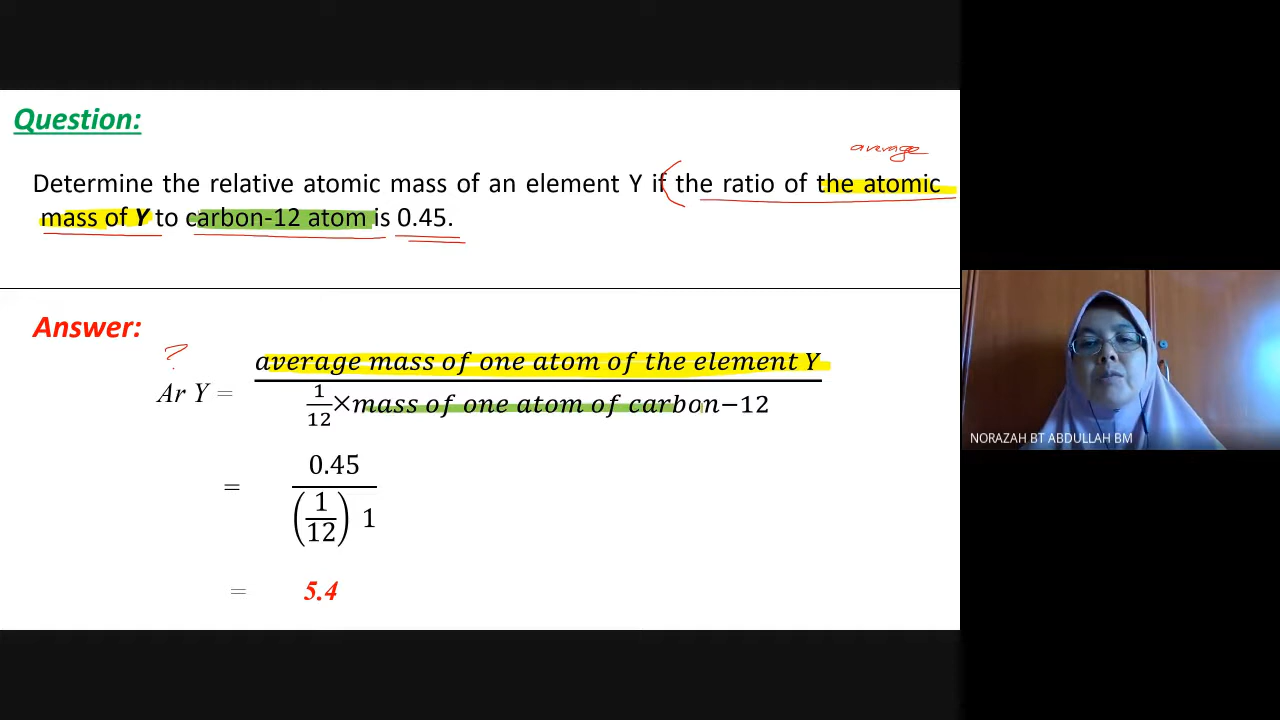 Question:
average
Determine the relative atomic mass of an element Y if the ratio of the atomic
mass of Y to carbon-12 atom is 0.45.
Answer:
?
Ar Y = average mass of one atom of the element Y
1/12 × mass of one atom of carbon−12
= 0.45
(1/12) 1
= 5.4
NORAZAH BT ABDULLAH BM